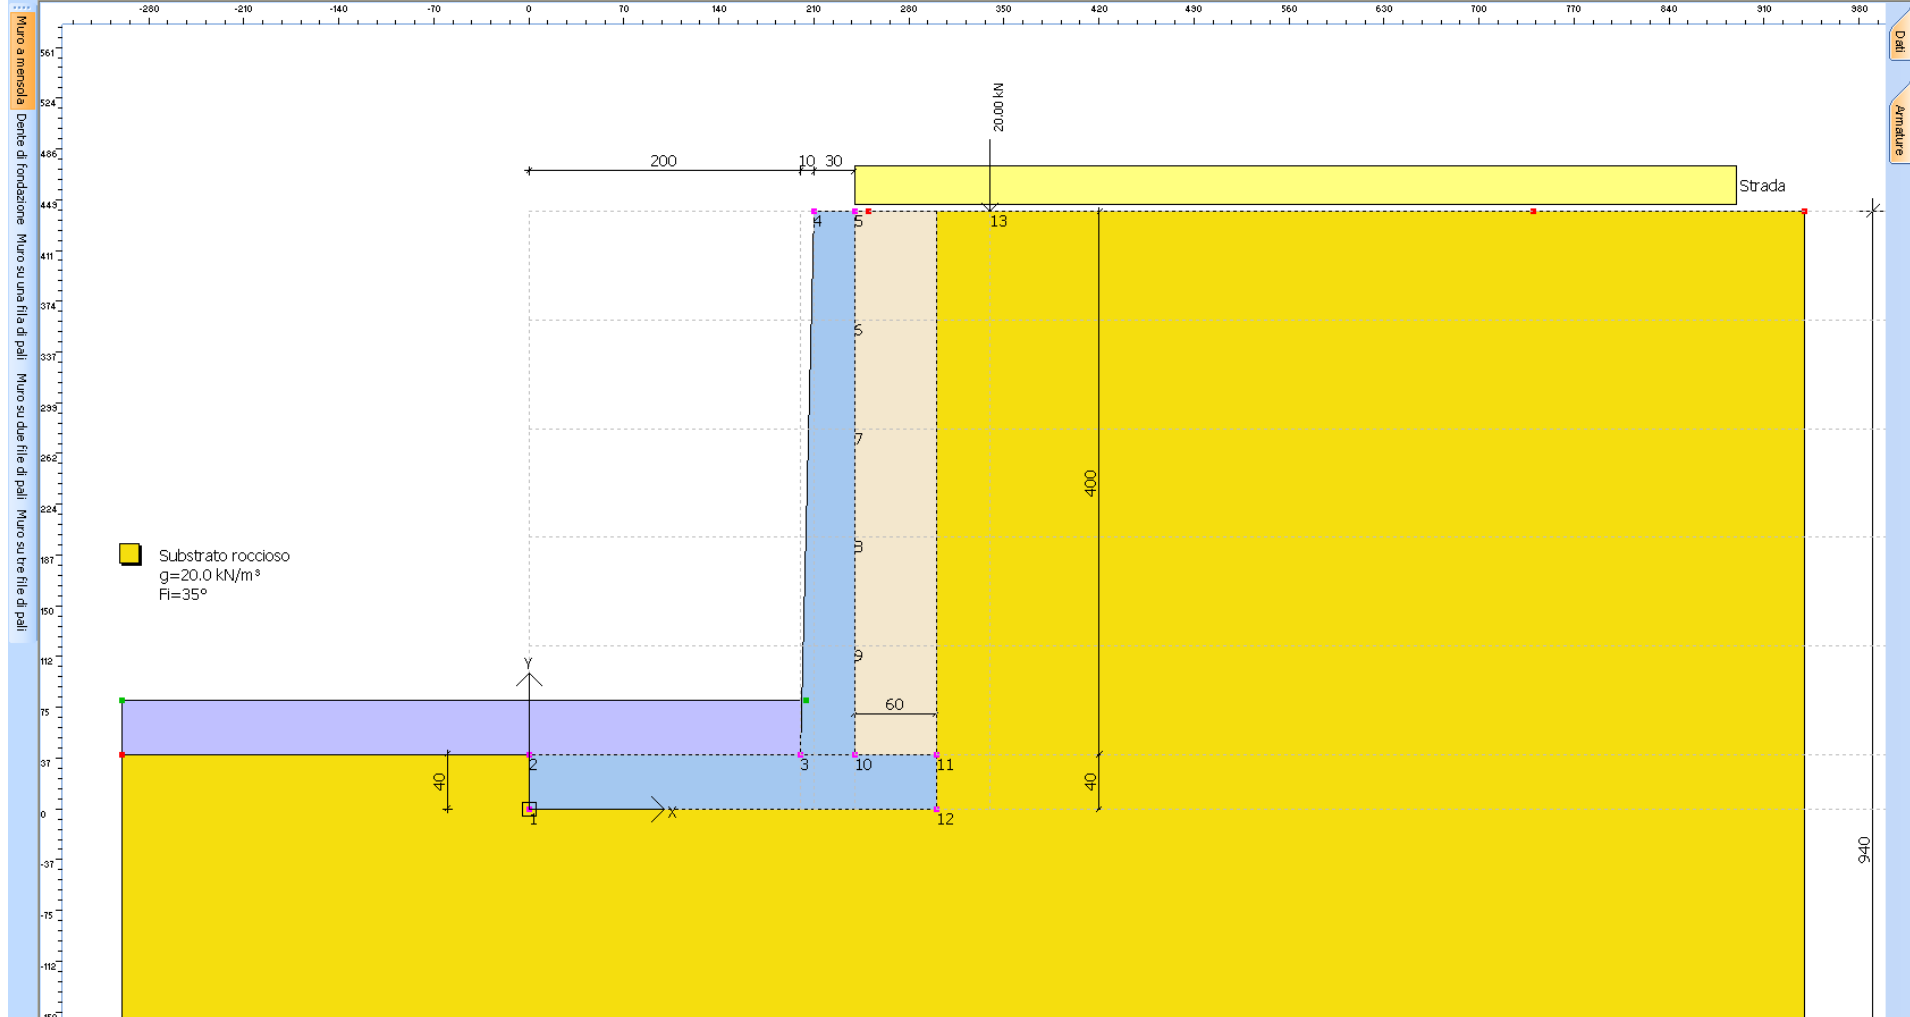 -280 -210 -140 -70 0 70 140 210 280 350 420 490 560 630 700 770 840 910 980
Muro a mensola
Dente di fondazione
Muro su una fila di pali
Muro su due file di pali
Muro su tre file di pali
Dati
Armature
561
524
486
449
411
374
337
299
262
224
187
150
112
75
37
0
-37
-75
-112
20.00 kN
200 10 30
Strada
4 5 13
6
7
400
8
Substrato roccioso
g=20.0 kN/m³
Fi=35°
9
Y
60
2 3 10 11
40 40
X
1 12
940